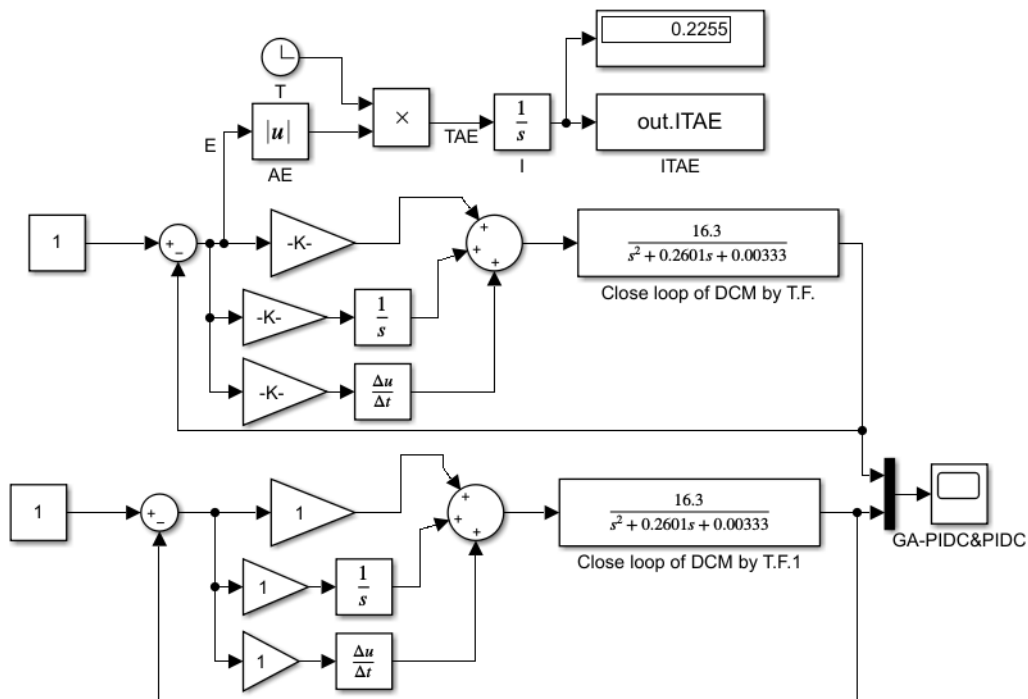 0.2255
T
×
|u|
AE
E
TAE
1/s
I
out.ITAE
ITAE
1
+
−
-K-
+
+
+
16.3
s² + 0.2601s + 0.00333
Close loop of DCM by T.F.
-K-
1/s
-K-
Δu/Δt
1
+
−
1
+
+
+
16.3
s² + 0.2601s + 0.00333
Close loop of DCM by T.F.1
GA-PIDC&PIDC
1
1/s
1
Δu/Δt